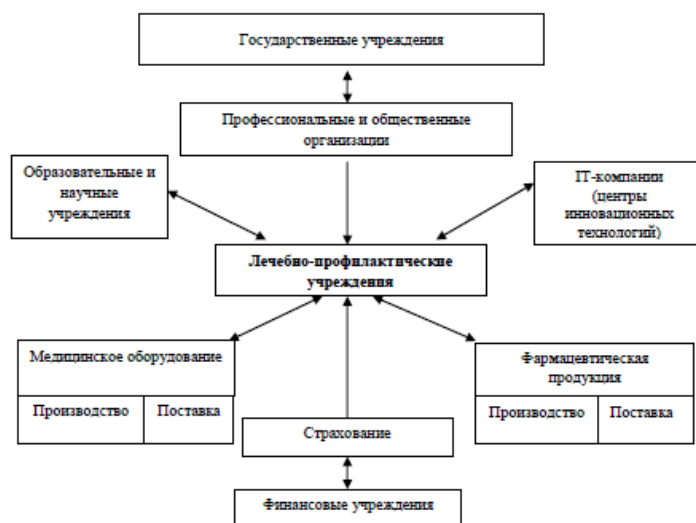 Государственные учреждения
Профессиональные и общественные
организации
Образовательные и
научные
учреждения
IT-компании
(центры
инновационных
технологий)
Лечебно-профилактические
учреждения
Медицинское оборудование
Производство
Поставка
Фармацевтическая
продукция
Производство
Поставка
Страхование
Финансовые учреждения